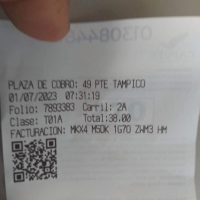 PLAZA DE COBRO: 49 PTE TAMPICO
01/07/2023 07:31:19
Folio: 7893383 Carril: 2A
Clase: T01A Total:38.00
FACTURACION: MKX4 M5DK 1G7O ZWM3 HM